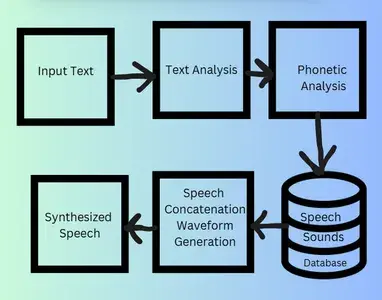 Input Text
Text Analysis
Phonetic
Analysis
Speech
Sounds
Database
Speech
Concatenation
Waveform
Generation
Synthesized
Speech